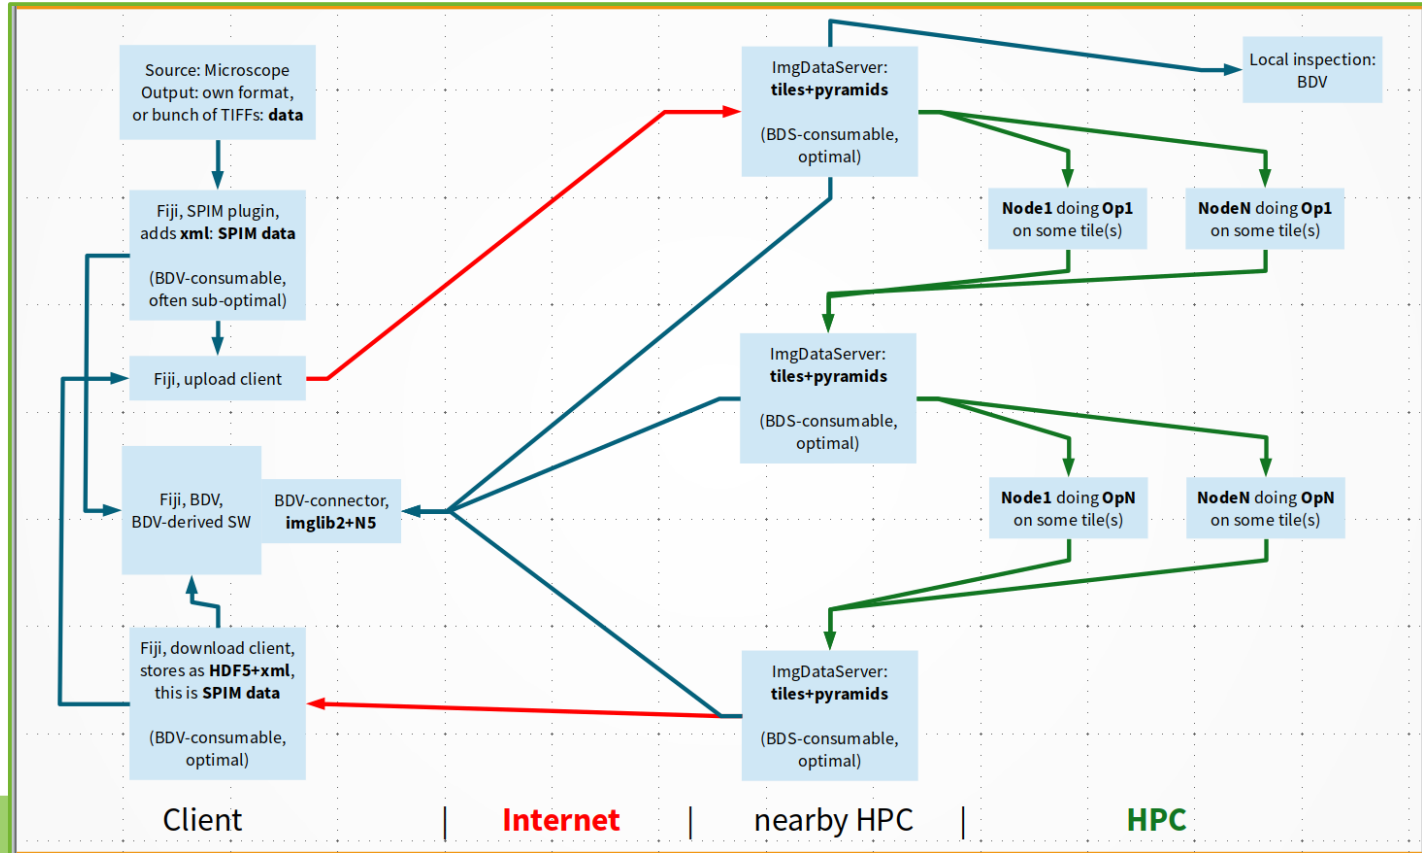 Source: Microscope
Output: own format,
or bunch of TIFFs: data
Fiji, SPIM plugin,
adds xml: SPIM data
(BDV-consumable,
often sub-optimal)
Fiji, upload client
Fiji, BDV,
BDV-derived SW
BDV-connector,
imglib2+N5
Fiji, download client,
stores as HDF5+xml,
this is SPIM data
(BDV-consumable,
optimal)
ImgDataServer:
tiles+pyramids
(BDS-consumable,
optimal)
Local inspection:
BDV
Node1 doing Op1
on some tile(s)
NodeN doing Op1
on some tile(s)
ImgDataServer:
tiles+pyramids
(BDS-consumable,
optimal)
Node1 doing OpN
on some tile(s)
NodeN doing OpN
on some tile(s)
ImgDataServer:
tiles+pyramids
(BDS-consumable,
optimal)
Client | Internet | nearby HPC | HPC